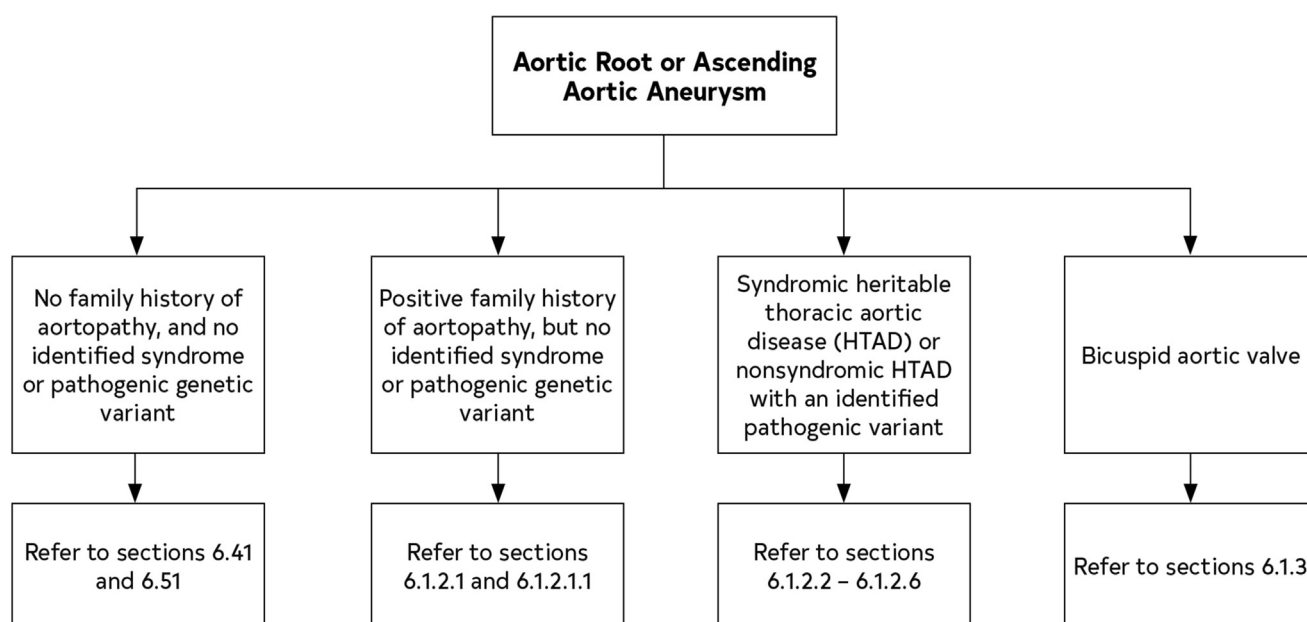 Aortic Root or Ascending
Aortic Aneurysm
No family history of
aortopathy, and no
identified syndrome
or pathogenic genetic
variant
Positive family history
of aortopathy, but no
identified syndrome
or pathogenic genetic
variant
Syndromic heritable
thoracic aortic
disease (HTAD) or
nonsyndromic HTAD
with an identified
pathogenic variant
Bicuspid aortic valve
Refer to sections 6.41
and 6.51
Refer to sections
6.1.2.1 and 6.1.2.1.1
Refer to sections
6.1.2.2 – 6.1.2.6
Refer to sections 6.1.3